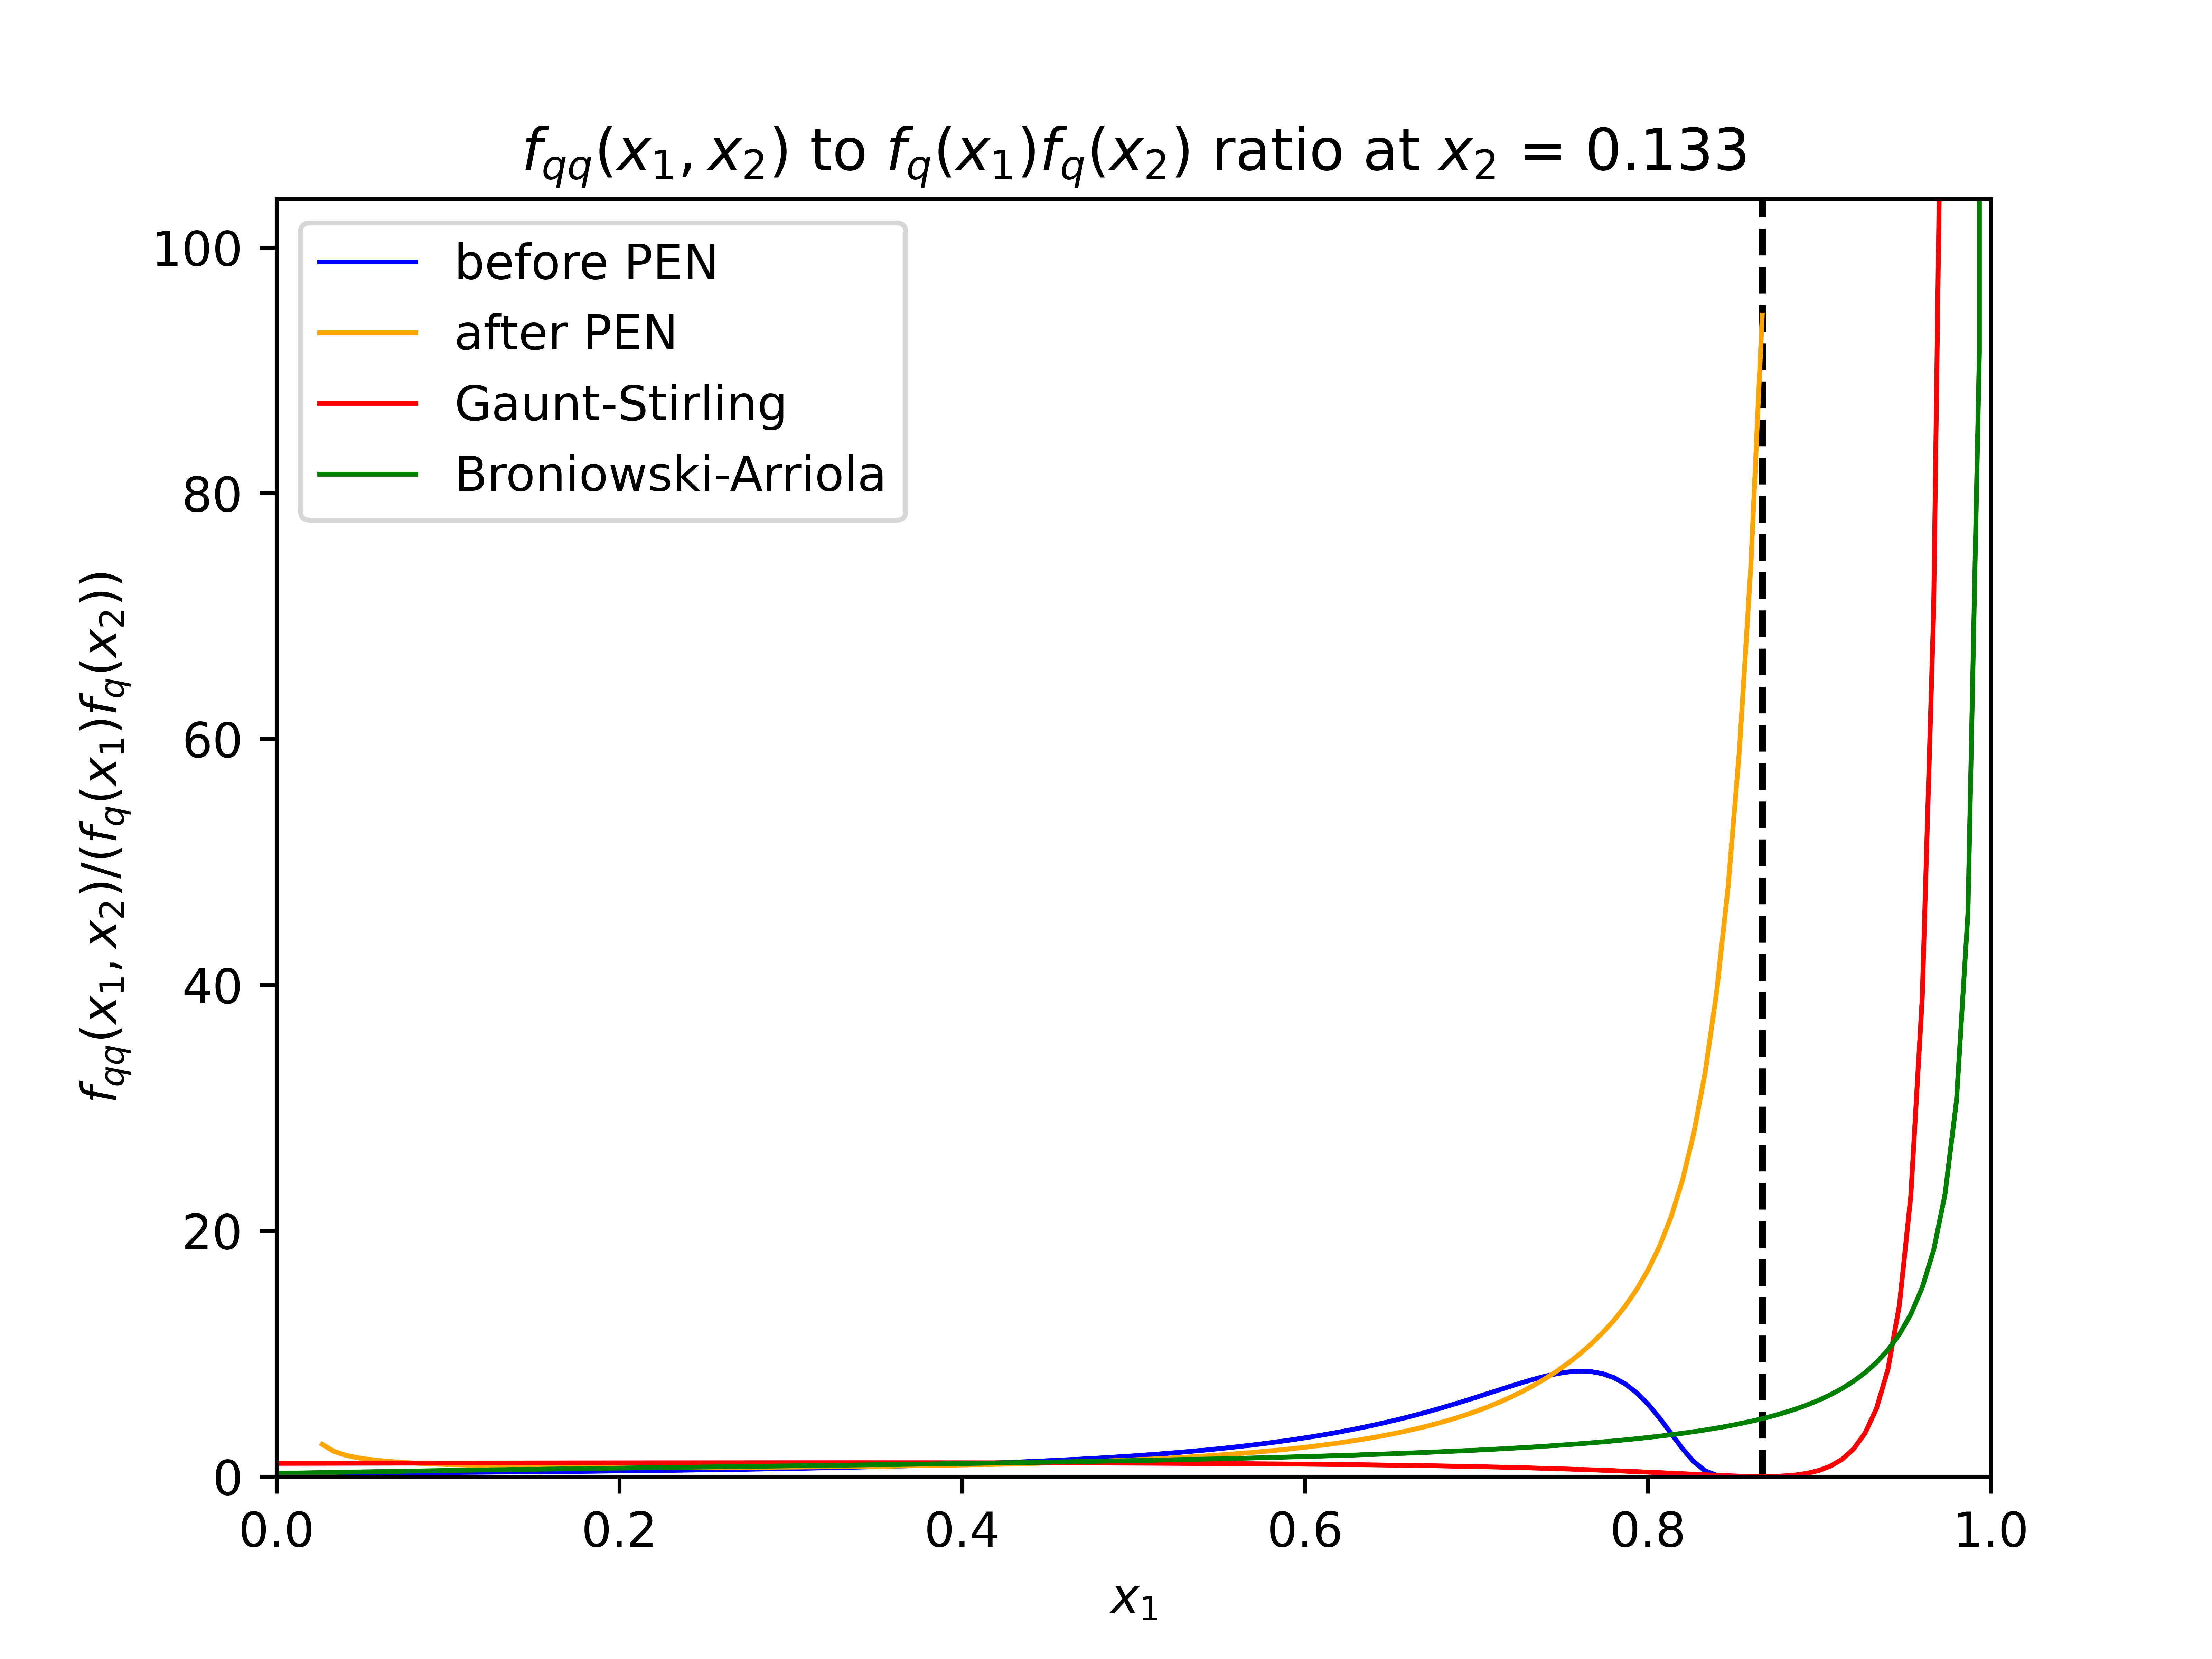 f_qq(x_1, x_2) to f_q(x_1)f_q(x_2) ratio at x_2 = 0.133
before PEN
after PEN
Gaunt-Stirling
Broniowski-Arriola
100
80
60
40
20
0
f_qq(x_1, x_2)/(f_q(x_1)f_q(x_2))
0.0 0.2 0.4 0.6 0.8 1.0
x_1